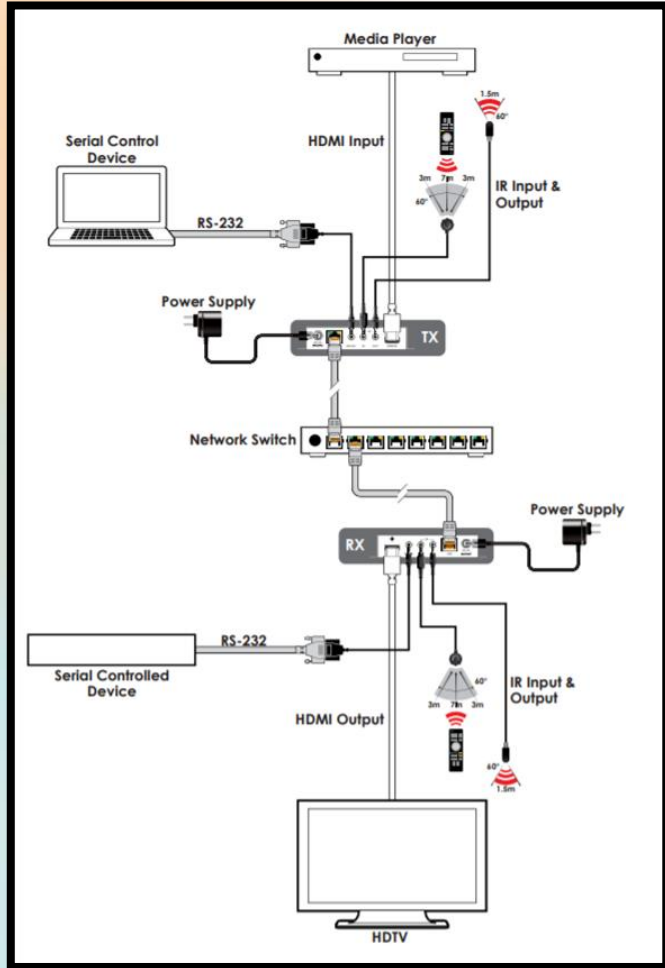 Media Player
1.5m
60°
Serial Control
Device
HDMI Input
IR Input &
Output
3m 7m 3m
60°
RS-232
Power Supply
TX
Network Switch
Power Supply
RX
RS-232
Serial Controlled
Device
HDMI Output
60°
3m 7m 3m
IR Input &
Output
60°
1.5m
HDTV